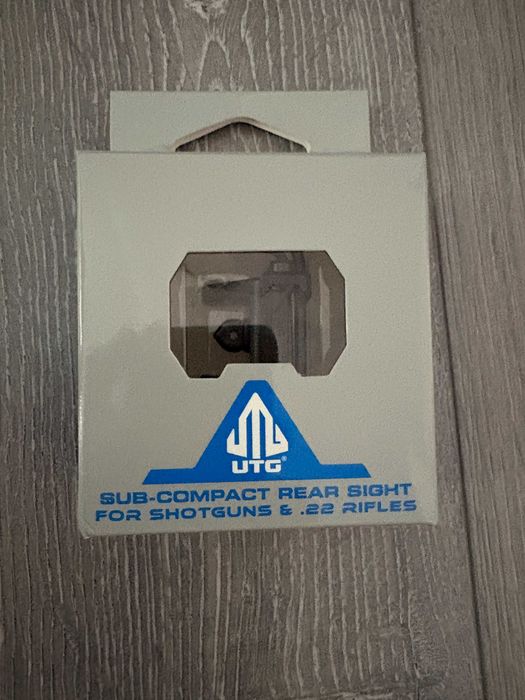 UTG®
SUB-COMPACT REAR SIGHT
FOR SHOTGUNS & .22 RIFLES